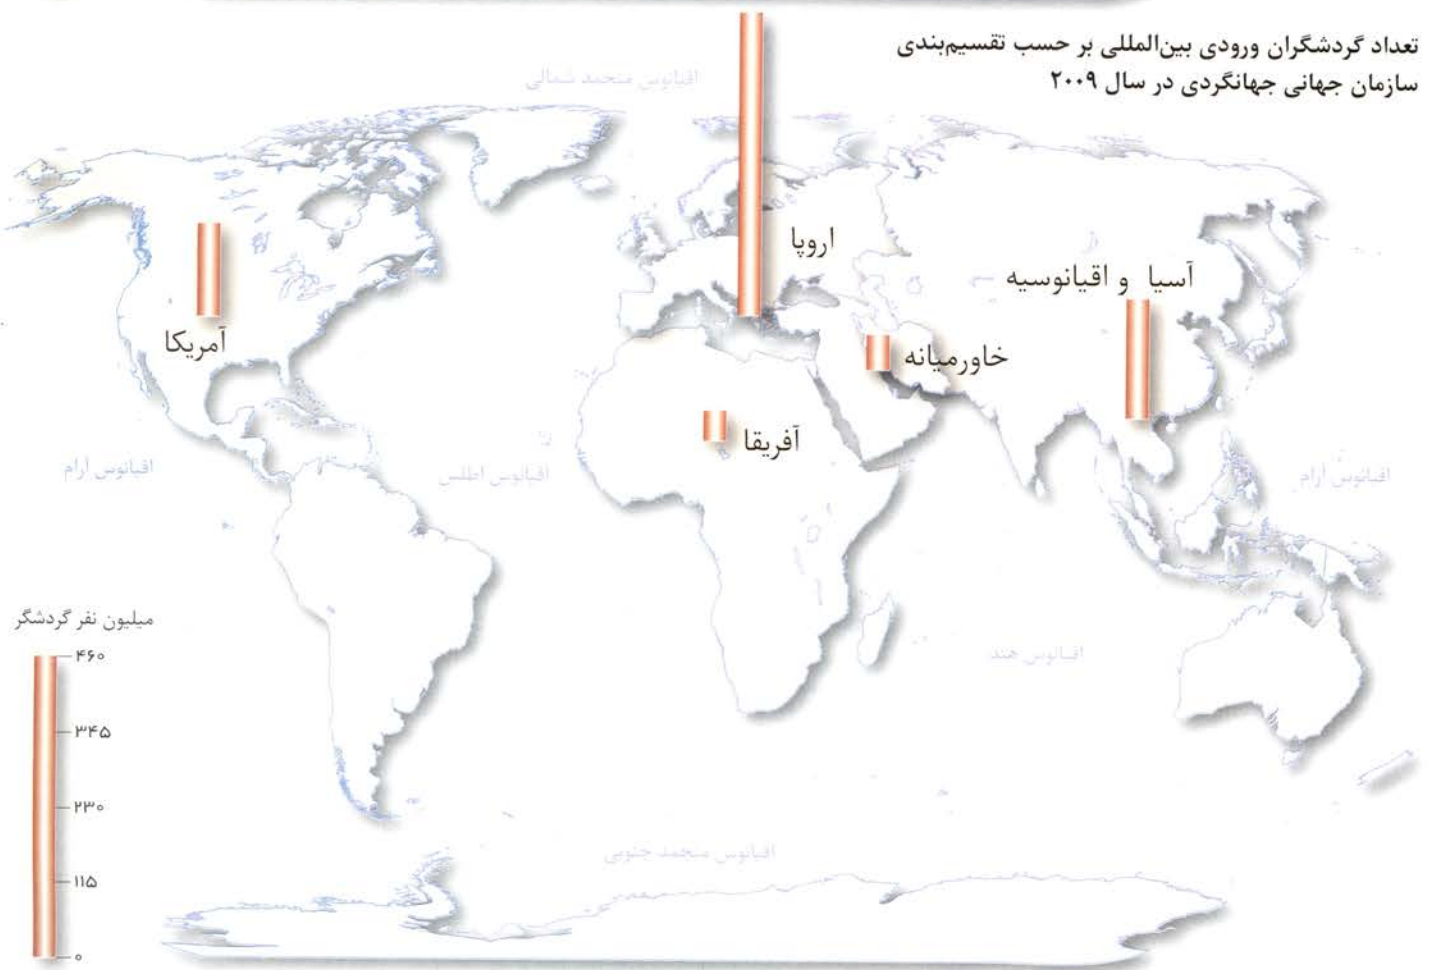 تعداد گردشگران ورودی بین‌المللی بر حسب تقسیم‌بندی
سازمان جهانی جهانگردی در سال ۲۰۰۹
اقیانوس منجمد شمالی
اروپا
آسیا و اقیانوسیه
آمریکا
خاورمیانه
آفریقا
اقیانوس آرام
اقیانوس اطلس
اقیانوس آرام
میلیون نفر گردشگر
۴۶۰
۳۴۵
۲۳۰
۱۱۵
۰
اقیانوس هند
اقیانوس منجمد جنوبی